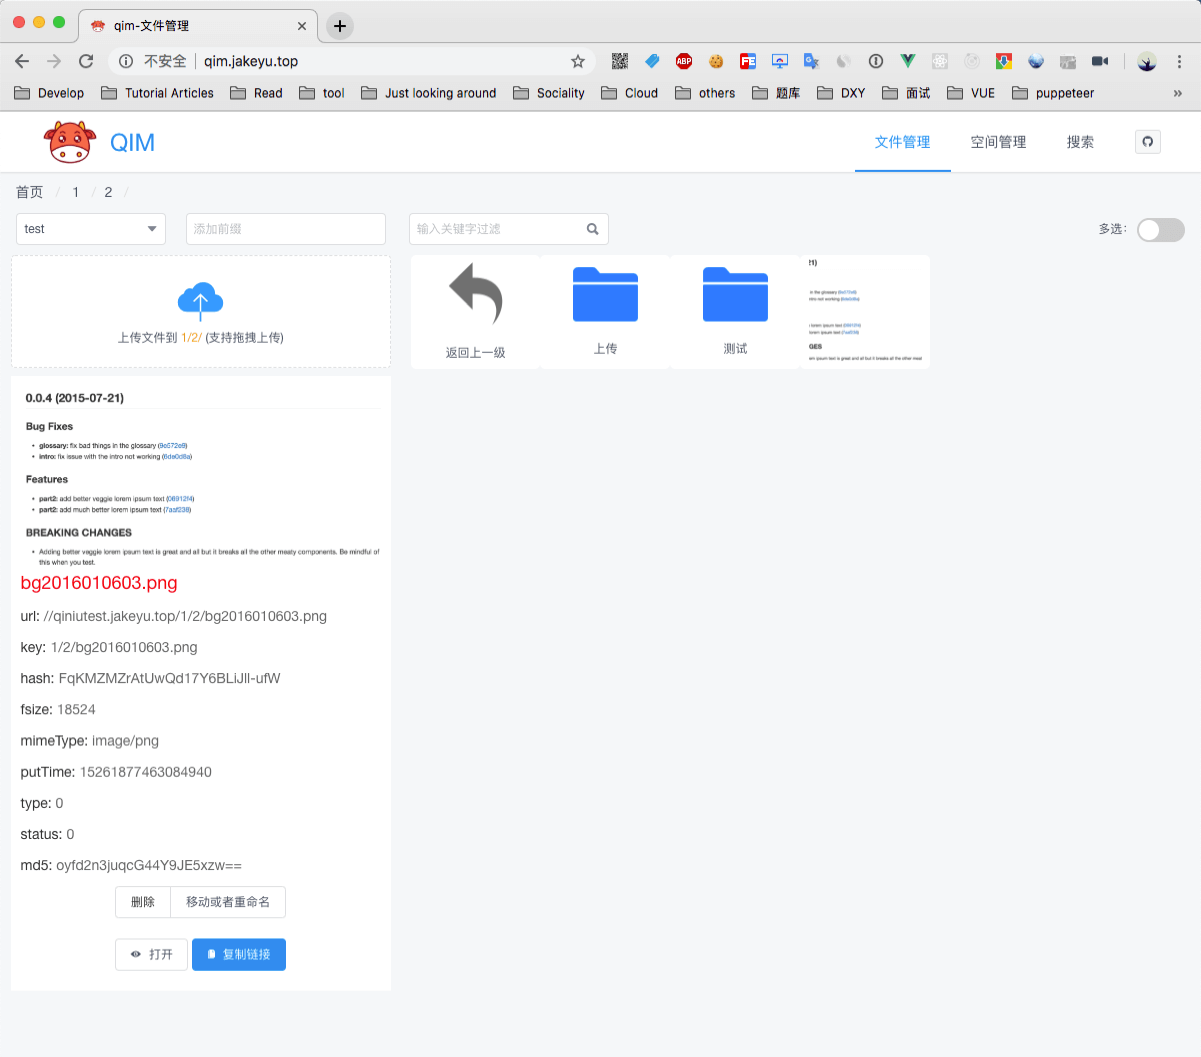 qim-文件管理
不安全 qim.jakeyu.top
Develop Tutorial Articles Read tool Just looking around Sociality Cloud others 题库 DXY 面试 VUE puppeteer »
QIM 文件管理 空间管理 搜索
首页 / 1 / 2 /
test 添加前缀 输入关键字过滤 多选:
上传文件到 1/2/ (支持拖拽上传)
返回上一级 上传 测试
0.0.4 (2015-07-21)
Bug Fixes
• glossary: fix bad things in the glossary (9e572e9)
• intro: fix issue with the intro not working (6de0d8a)
Features
• part2: add better veggie lorem ipsum text (08912f4)
• part2: add much better lorem ipsum text (7aaf238)
BREAKING CHANGES
• Adding better veggie lorem ipsum text is great and all but it breaks all the other meaty components. Be mindful of
this when you test.
bg2016010603.png
url: //qiniutest.jakeyu.top/1/2/bg2016010603.png
key: 1/2/bg2016010603.png
hash: FqKMZMZrAtUwQd17Y6BLiJll-ufW
fsize: 18524
mimeType: image/png
putTime: 15261877463084940
type: 0
status: 0
md5: oyfd2n3juqcG44Y9JE5xzw==
删除 移动或者重命名
打开 复制链接